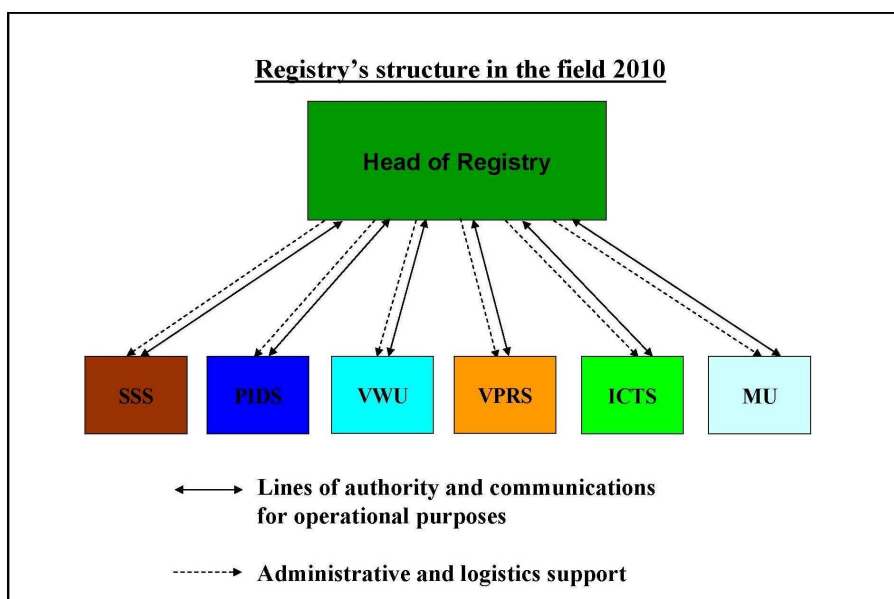 Registry’s structure in the field 2010
Head of Registry
SSS
PIDS
VWU
VPRS
ICTS
MU
Lines of authority and communications
for operational purposes
Administrative and logistics support